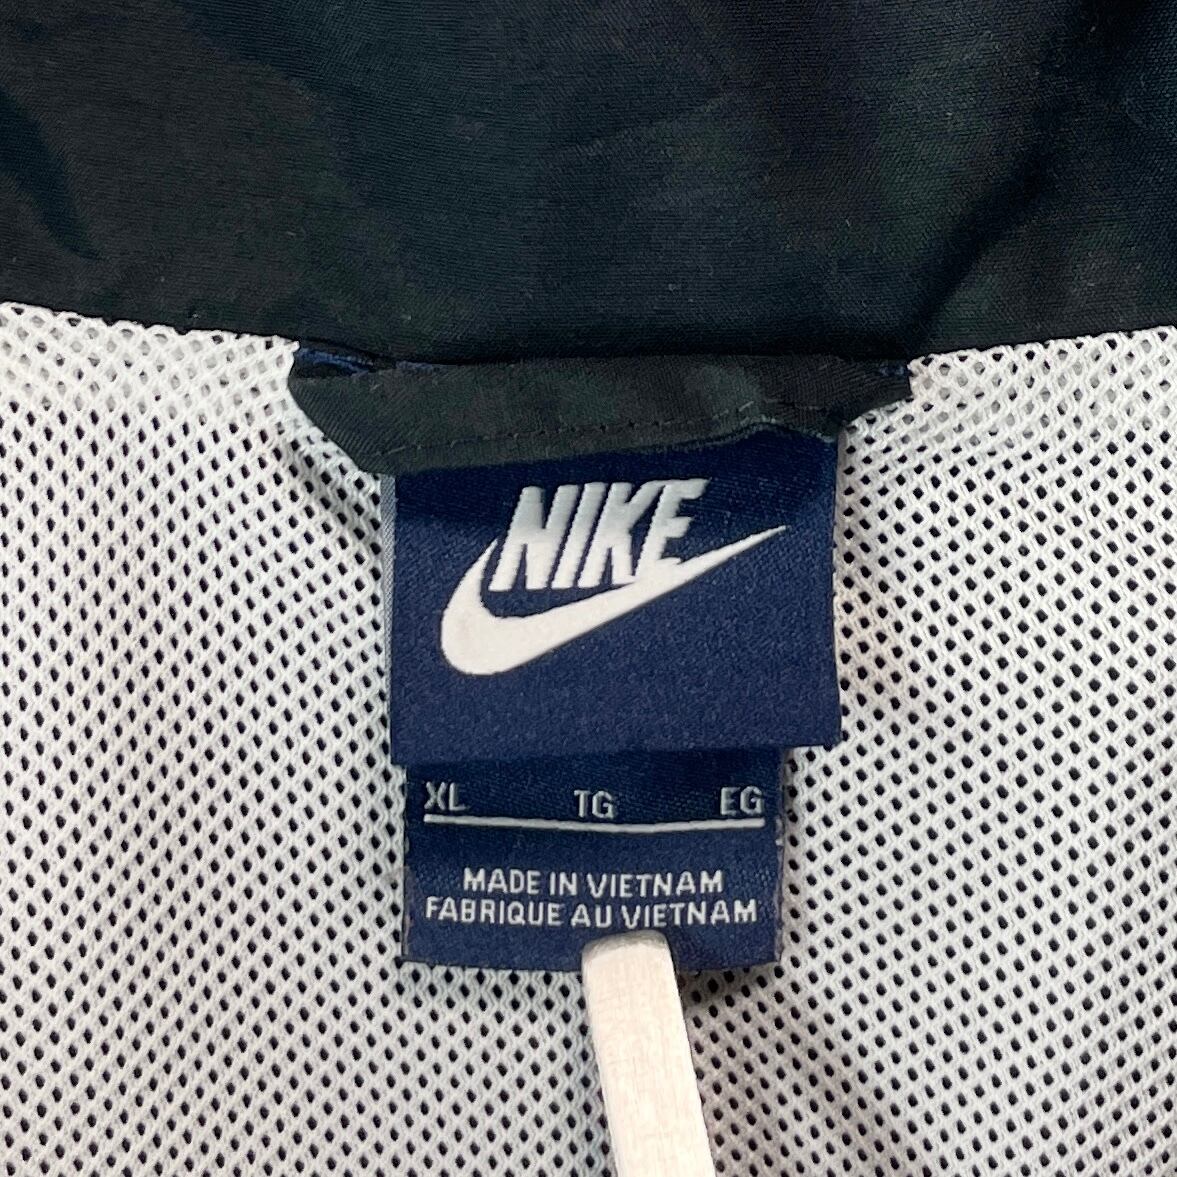 NIKE
XL TG EG
MADE IN VIETNAM
FABRIQUE AU VIETNAM